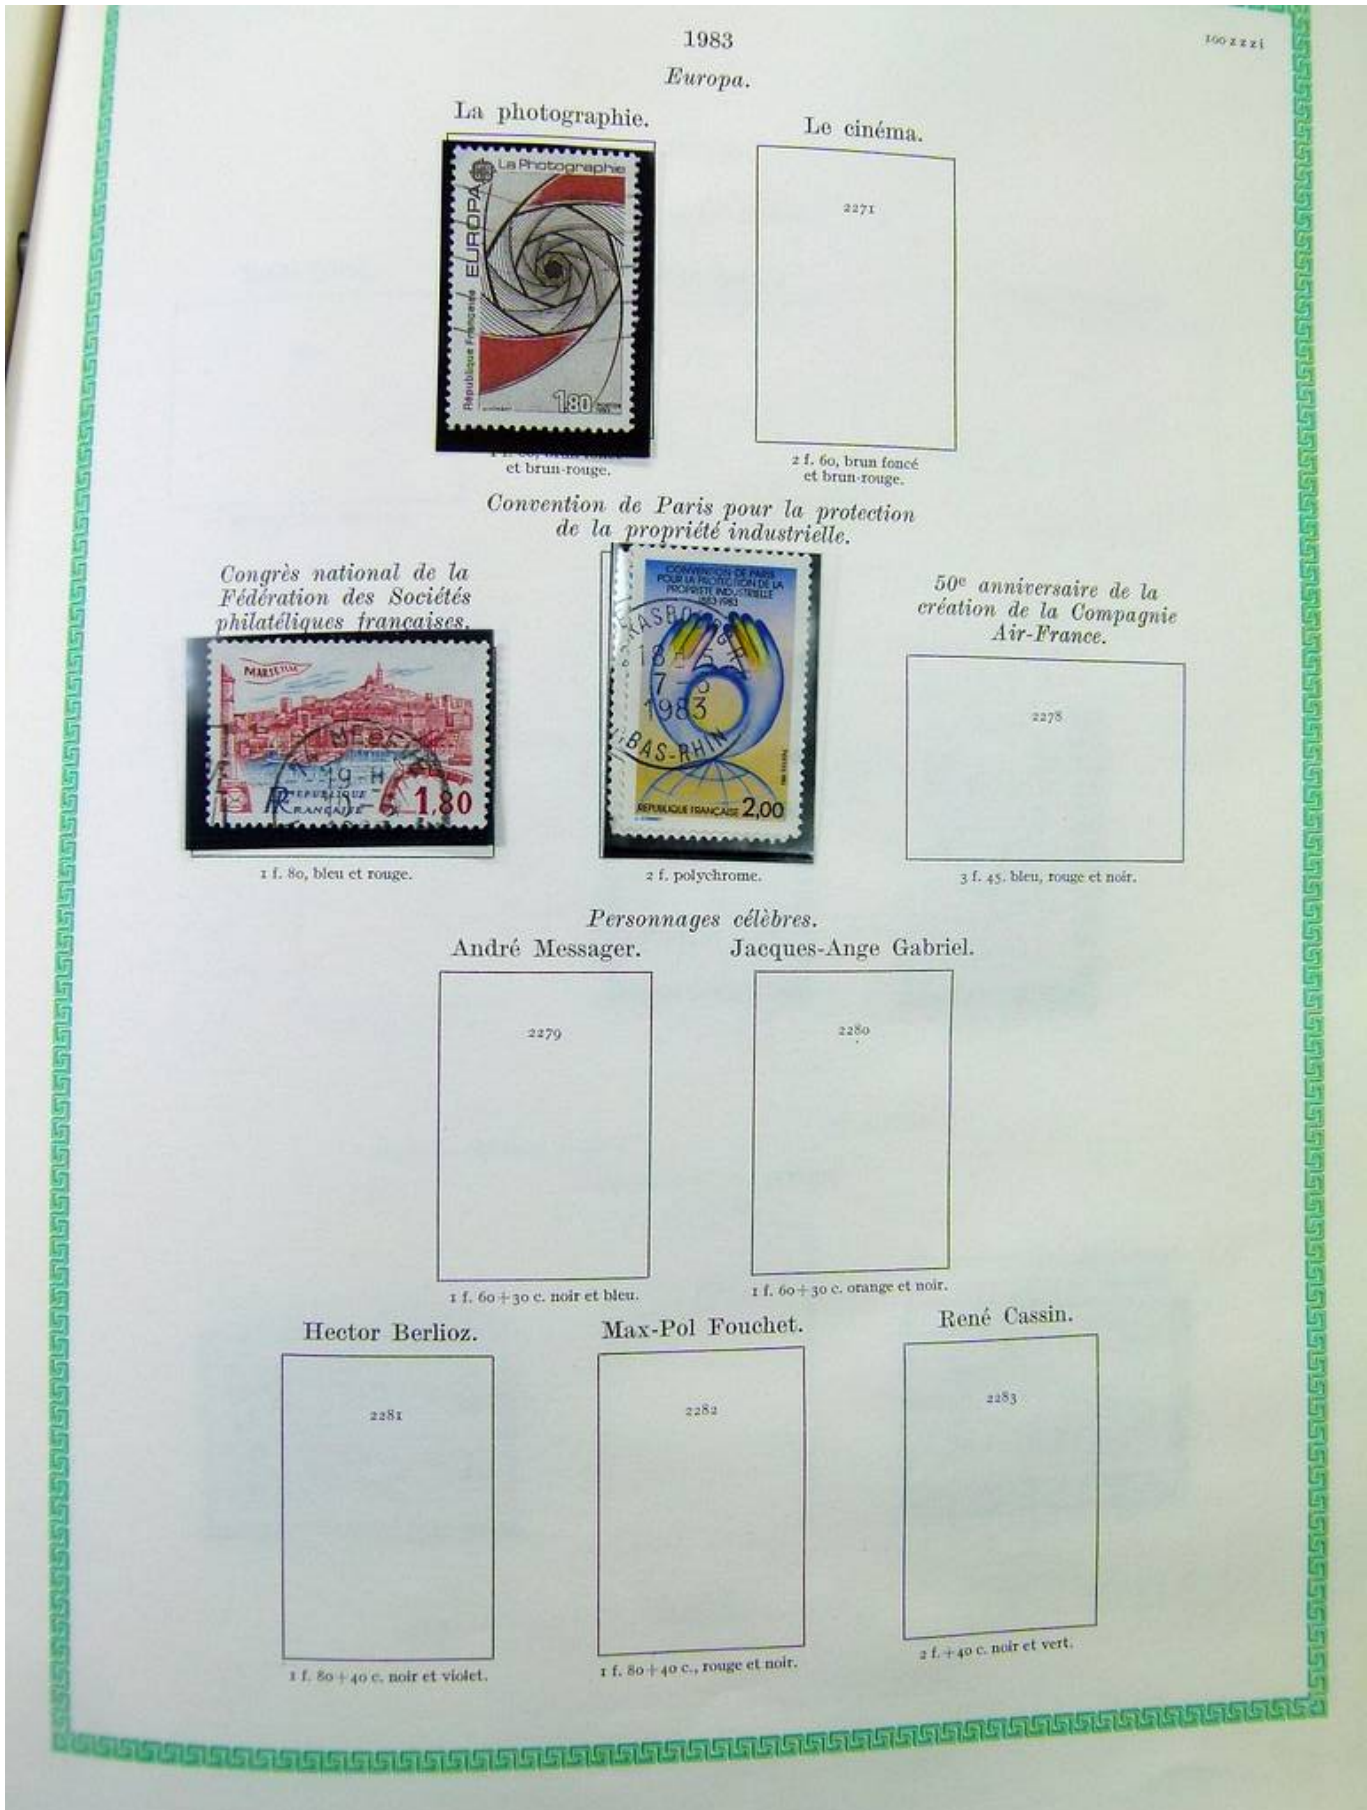 1983
100zzzi
Europa.
La photographie.
Le cinéma.
La Photographie
EUROPA
République Française
1,80
2271
et brun-rouge.
2 f. 60, brun foncé
et brun-rouge.
Convention de Paris pour la protection
de la propriété industrielle.
Congrès national de la
Fédération des Sociétés
philatéliques françaises.
MARSEILLE
REPUBLIQUE
FRANÇAISE
1,80
1 f. 80, bleu et rouge.
CONVENTION DE PARIS
POUR LA PROTECTION DE LA
PROPRIETE INDUSTRIELLE
1883-1983
18 H
7-5
1983
BAS-RHIN
REPUBLIQUE FRANÇAISE 2,00
2 f. polychrome.
50e anniversaire de la
création de la Compagnie
Air-France.
2278
3 f. 45. bleu, rouge et noir.
Personnages célèbres.
André Messager.
Jacques-Ange Gabriel.
2279
2280
1 f. 60+30 c. noir et bleu.
1 f. 60+30 c. orange et noir.
Hector Berlioz.
Max-Pol Fouchet.
René Cassin.
2281
2282
2283
1 f. 80+40 c. noir et violet.
1 f. 80+40 c., rouge et noir.
2 f. +40 c. noir et vert.